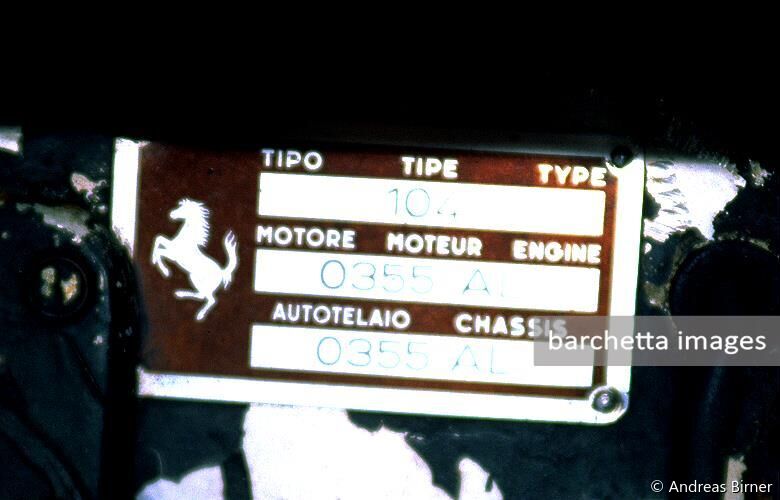 TIPO TIPE TYPE
104
MOTORE MOTEUR ENGINE
0355 AL
AUTOTELAIO CHASSIS
0355 AL
barchetta images
© Andreas Birner